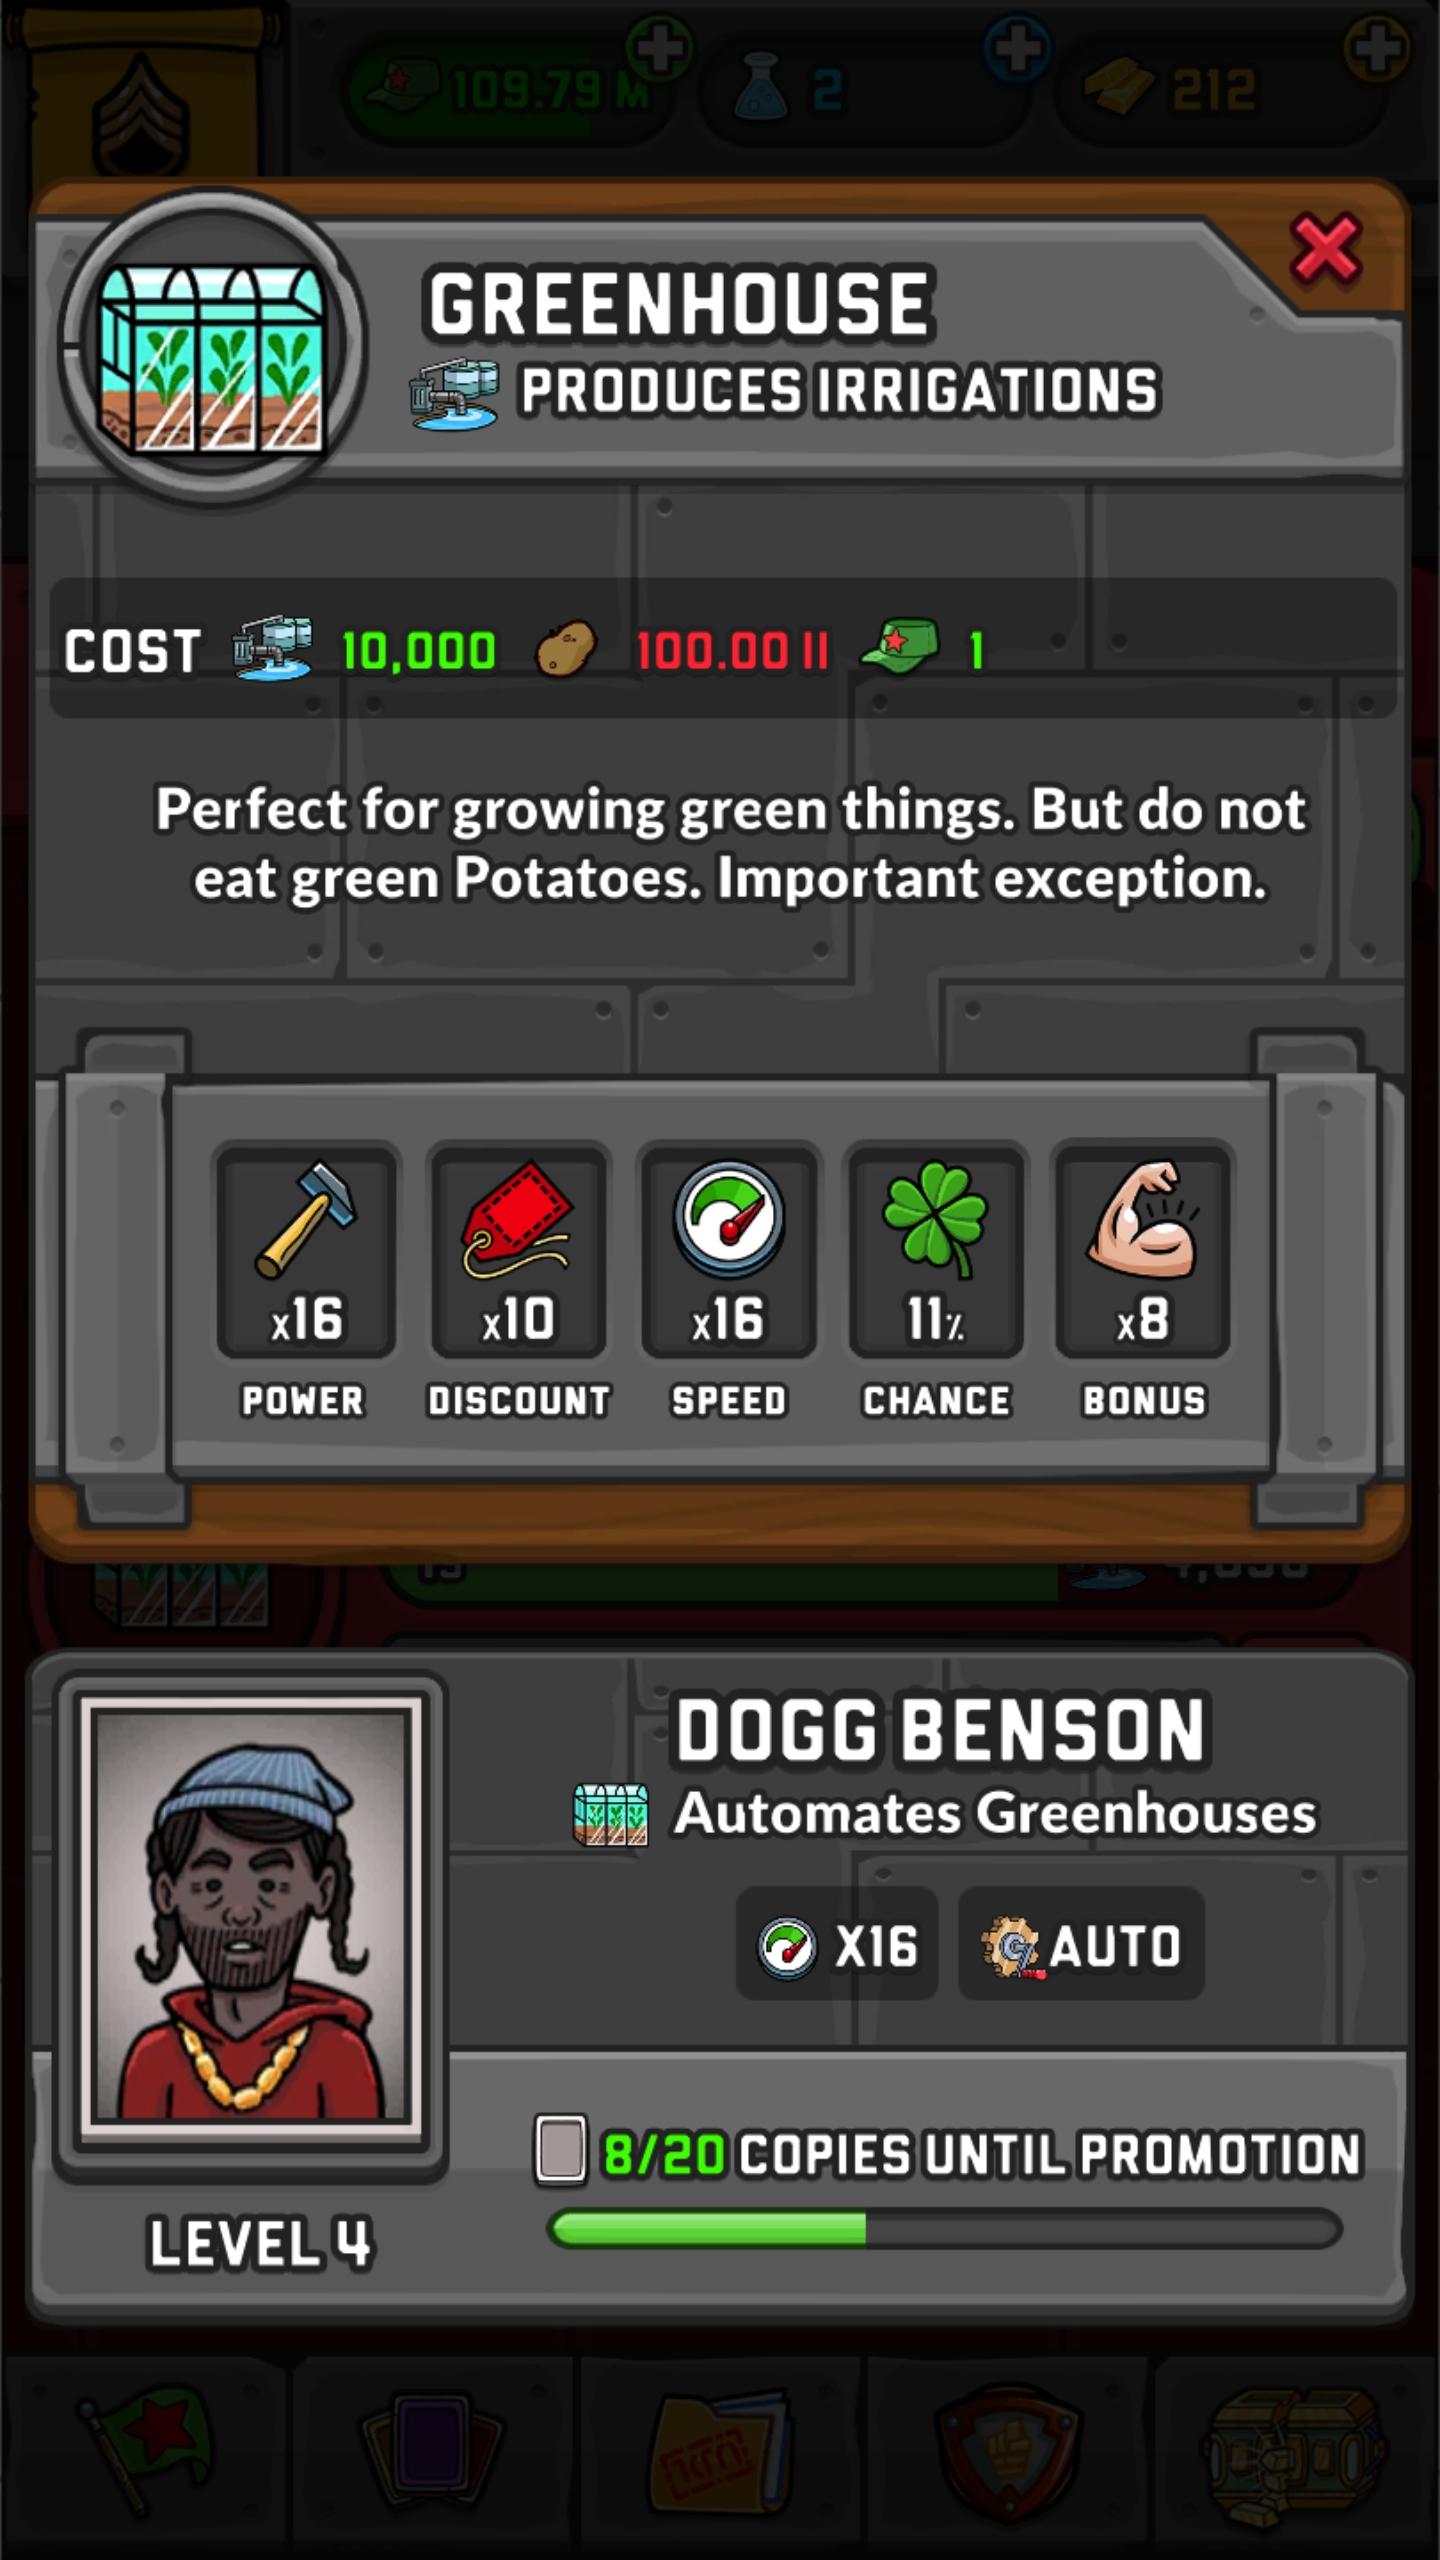 109.79 M
2
212
GREENHOUSE
PRODUCES IRRIGATIONS
COST 10,000 100.00 II 1
Perfect for growing green things. But do not
eat green Potatoes. Important exception.
x16 x10 x16 11% x8
POWER DISCOUNT SPEED CHANCE BONUS
DOGG BENSON
Automates Greenhouses
X16 AUTO
8/20 COPIES UNTIL PROMOTION
LEVEL 4